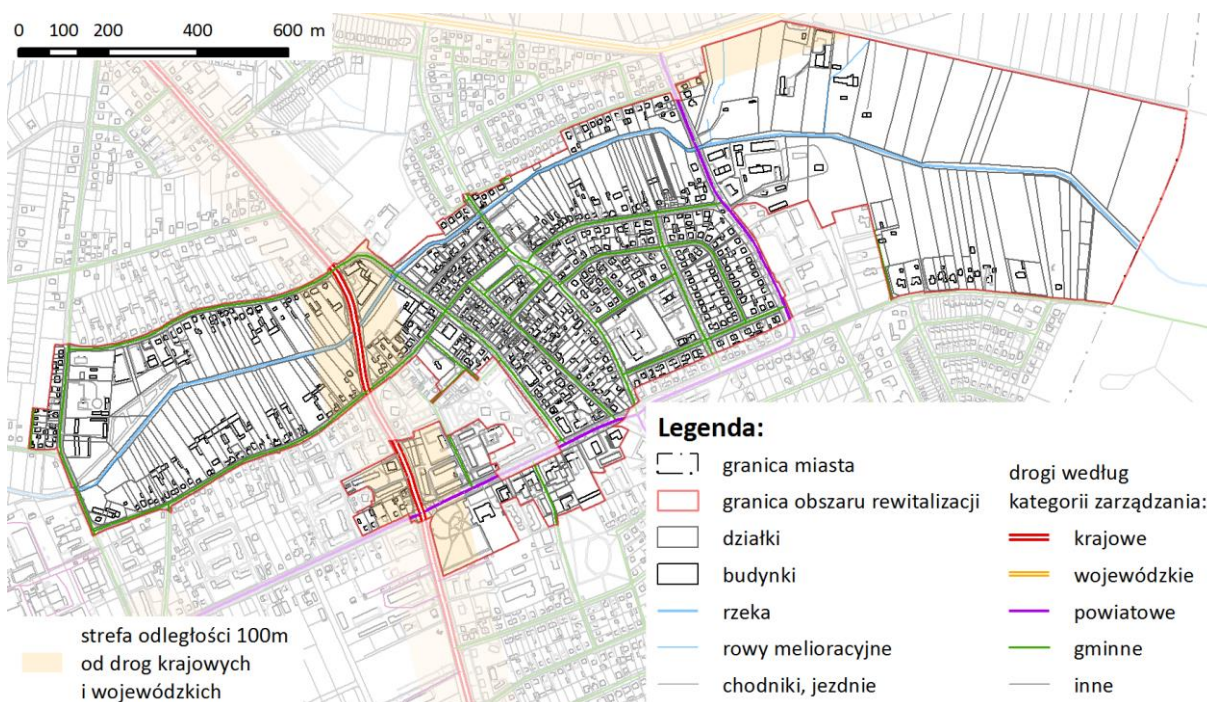 0 100 200 400 600 m
Legenda:
granica miasta
granica obszaru rewitalizacji
działki
budynki
rzeka
rowy melioracyjne
chodniki, jezdnie
drogi według
kategorii zarządzania:
krajowe
wojewódzkie
powiatowe
gminne
inne
strefa odległości 100m
od drog krajowych
i wojewódzkich